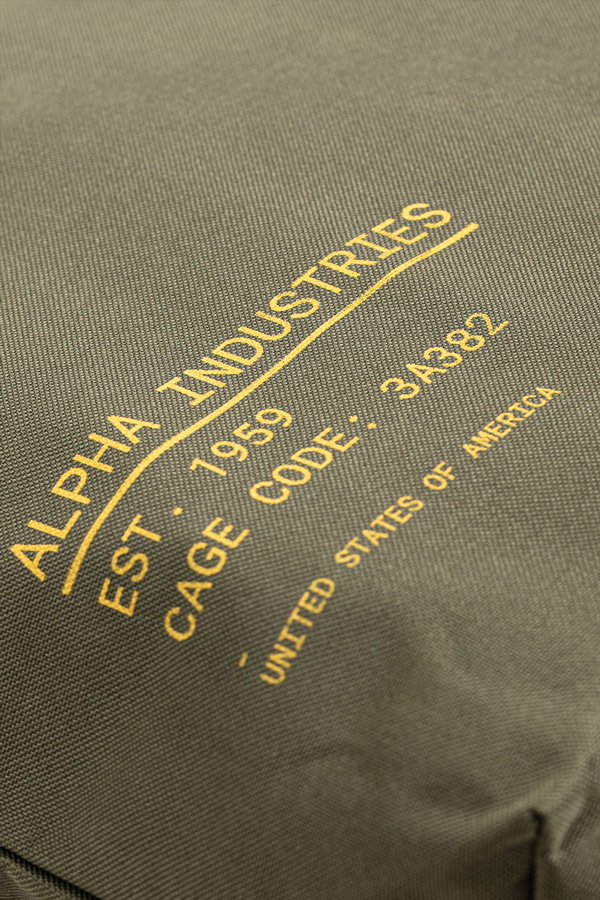 ALPHA INDUSTRIES
EST. 1959
CAGE CODE: 3A382
-
UNITED STATES OF AMERICA